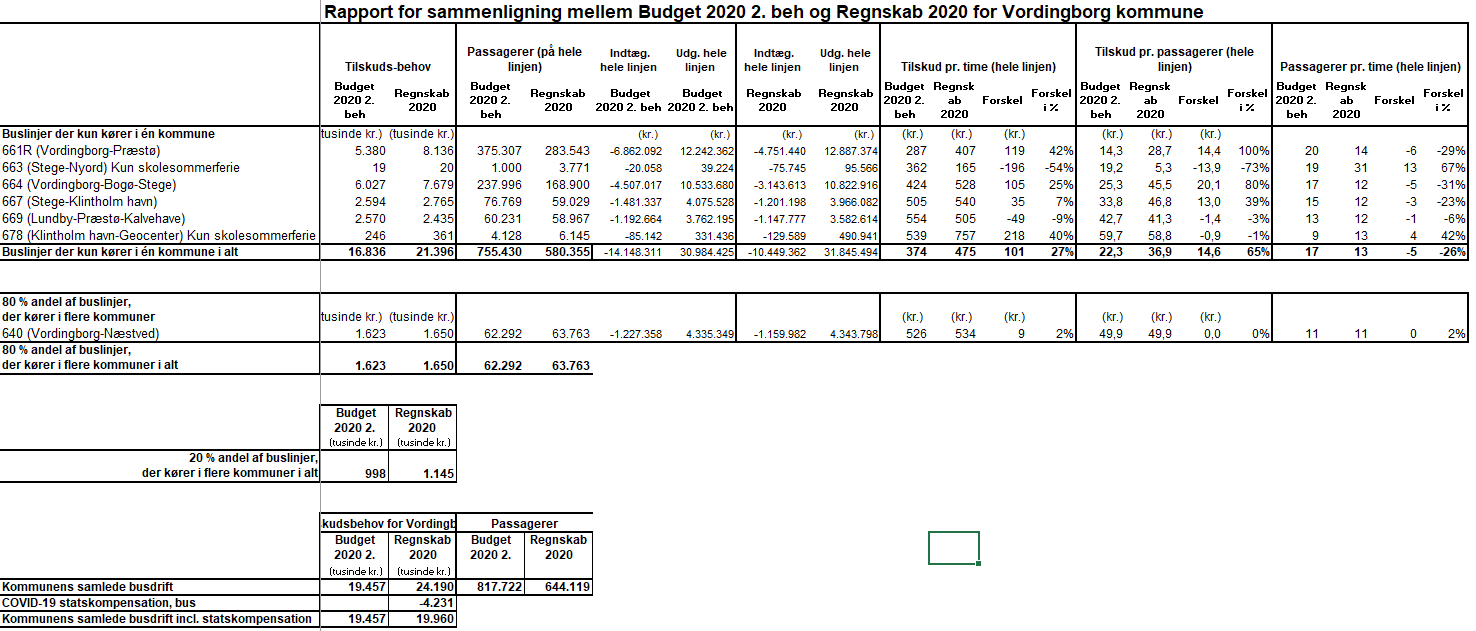 Rapport for sammenligning mellem Budget 2020 2. beh og Regnskab 2020 for Vordingborg kommune
Tilskuds-behov Passagerer (på hele linjen) Indtæg. hele linjen Udg. hele linjen Indtæg. hele linjen Udg. hele linjen Tilskud pr. time (hele linjen) Tilskud pr. passagerer (hele linjen) Passagerer pr. time (hele linjen)
Budget 2020 2. beh Regnskab 2020 Budget 2020 2. beh Regnskab 2020 Budget 2020 2. beh Budget 2020 2. beh Regnskab 2020 Regnskab 2020 Budget 2020 2. beh Regnsk ab 2020 Forskel Forskel i % Budget 2020 2. beh Regnsk ab 2020 Forskel Forskel i % Budget 2020 2. beh Regnsk ab 2020 Forskel Forskel i %
Buslinjer der kun kører i én kommune tusinde kr.) (tusinde kr.) (kr.) (kr.) (kr.) (kr.) (kr.) (kr.) (kr.) (kr.) (kr.) (kr.)
661R (Vordingborg-Præstø) 5.380 8.136 375.307 283.543 -6.862.092 12.242.362 -4.751.440 12.887.374 287 407 119 42% 14,3 28,7 14,4 100% 20 14 -6 -29%
663 (Stege-Nyord) Kun skolesommerferie 19 20 1.000 3.771 -20.058 39.224 -75.745 95.566 362 165 -196 -54% 19,2 5,3 -13,9 -73% 19 31 13 67%
664 (Vordingborg-Bogø-Stege) 6.027 7.679 237.996 168.900 -4.507.017 10.533.680 -3.143.613 10.822.916 424 528 105 25% 25,3 45,5 20,1 80% 17 12 -5 -31%
667 (Stege-Klintholm havn) 2.594 2.765 76.769 59.029 -1.481.337 4.075.528 -1.201.198 3.966.082 505 540 35 7% 33,8 46,8 13,0 39% 15 12 -3 -23%
669 (Lundby-Præstø-Kalvehave) 2.570 2.435 60.231 58.967 -1.192.664 3.762.195 -1.147.777 3.582.614 554 505 -49 -9% 42,7 41,3 -1,4 -3% 13 12 -1 -6%
678 (Klintholm havn-Geocenter) Kun skolesommerferie 246 361 4.128 6.145 -85.142 331.436 -129.589 490.941 539 757 218 40% 59,7 58,8 -0,9 -1% 9 13 4 42%
Buslinjer der kun kører i én kommune i alt 16.836 21.396 755.430 580.355 -14.148.311 30.984.425 -10.449.362 31.845.494 374 475 101 27% 22,3 36,9 14,6 65% 17 13 -5 -26%
80 % andel af buslinjer,
der kører i flere kommuner tusinde kr.) (tusinde kr.) (kr.) (kr.) (kr.) (kr.) (kr.) (kr.)
640 (Vordingborg-Næstved) 1.623 1.650 62.292 63.763 -1.227.358 4.335.349 -1.159.982 4.343.798 526 534 9 2% 49,9 49,9 0,0 0% 11 11 0 2%
80 % andel af buslinjer,
der kører i flere kommuner i alt 1.623 1.650 62.292 63.763
Budget Regnskab
2020 2. 2020
(tusinde kr.) (tusinde kr.)
20 % andel af buslinjer,
der kører i flere kommuner i alt 998 1.145
kudsbehov for Vordingb Passagerer
Budget Regnskab Budget Regnskab
2020 2. 2020 2020 2. 2020
(tusinde kr.) (tusinde kr.)
Kommunens samlede busdrift 19.457 24.190 817.722 644.119
COVID-19 statskompensation, bus -4.231
Kommunens samlede busdrift incl. statskompensation 19.457 19.960